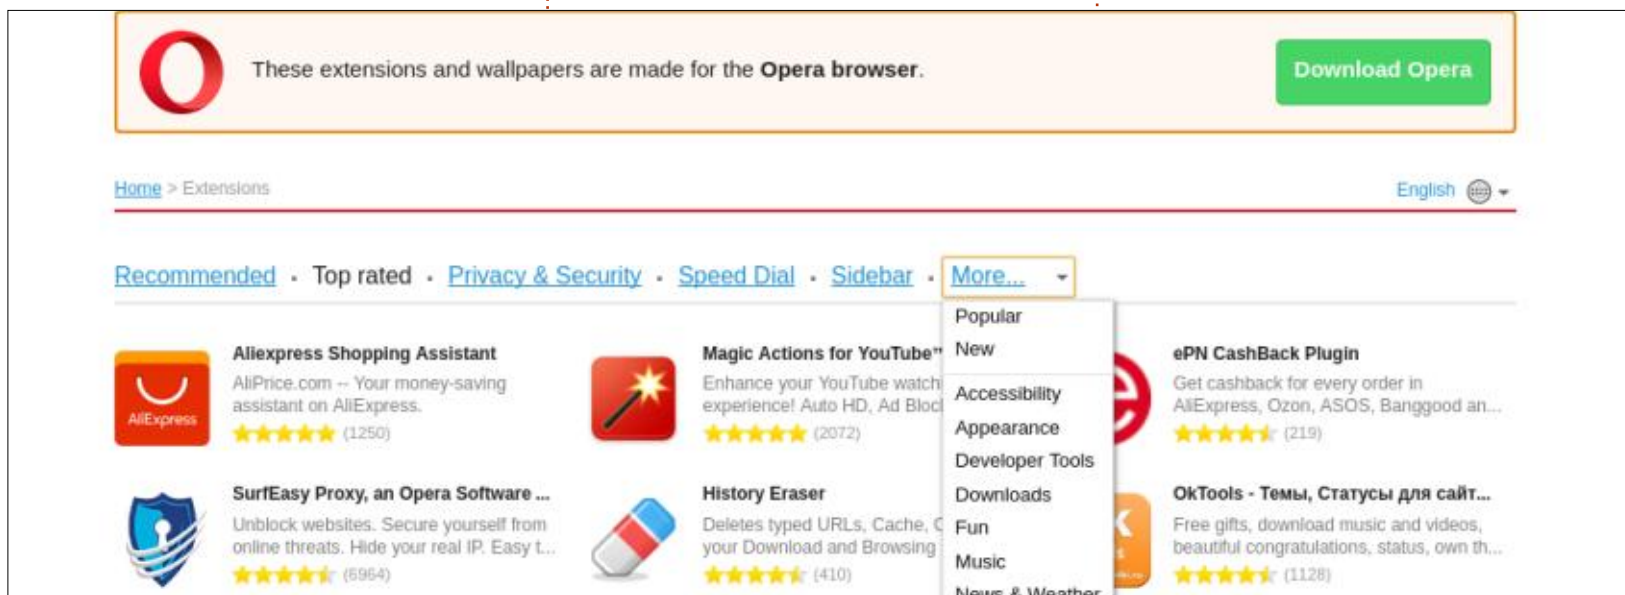 These extensions and wallpapers are made for the Opera browser.
Download Opera
Home > Extensions
English
Recommended · Top rated · Privacy & Security · Speed Dial · Sidebar · More...
Popular
New
Accessibility
Appearance
Developer Tools
Downloads
Fun
Music
News & Weather
AliExpress
Aliexpress Shopping Assistant
AliPrice.com -- Your money-saving
assistant on AliExpress.
(1250)
Magic Actions for YouTube™
Enhance your YouTube watch
experience! Auto HD, Ad Bloc
(2072)
ePN CashBack Plugin
Get cashback for every order in
AliExpress, Ozon, ASOS, Banggood an...
(219)
SurfEasy Proxy, an Opera Software ...
Unblock websites. Secure yourself from
online threats. Hide your real IP. Easy t...
(6964)
History Eraser
Deletes typed URLs, Cache, C
your Download and Browsing
(410)
OkTools - Темы, Статусы для сайт...
Free gifts, download music and videos,
beautiful congratulations, status, own th...
(1128)